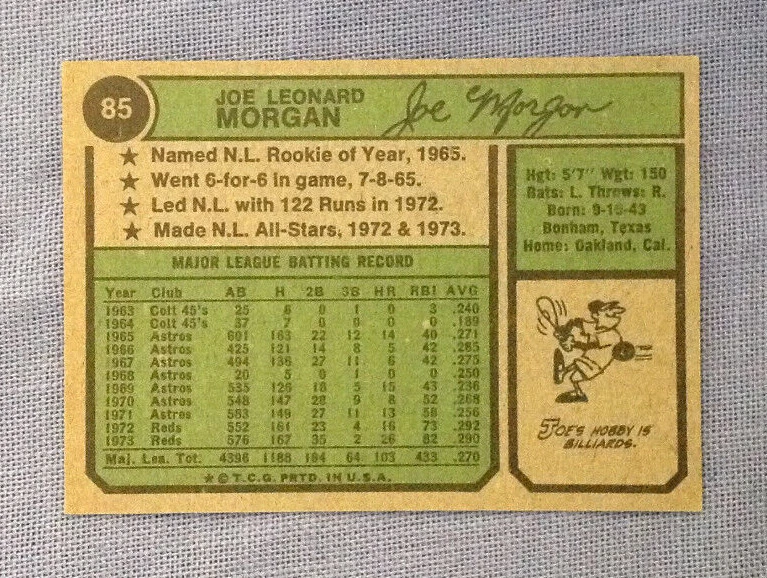 85
JOE LEONARD
MORGAN
Joe Morgan
★ Named N.L. Rookie of Year, 1965.
★ Went 6-for-6 in game, 7-8-65.
★ Led N.L. with 122 Runs in 1972.
★ Made N.L. All-Stars, 1972 & 1973.
MAJOR LEAGUE BATTING RECORD
Year Club AB H 2B 3B HR RBI AVG
1963 Colt 45's 25 6 0 1 0 3 .240
1964 Colt 45's 37 7 0 0 0 0 .189
1965 Astros 601 163 22 12 14 40 .271
1966 Astros 425 121 14 8 5 42 .285
1967 Astros 494 136 27 11 6 42 .275
1968 Astros 20 5 0 1 0 0 .250
1969 Astros 535 126 18 5 15 43 .236
1970 Astros 548 147 28 9 8 52 .268
1971 Astros 583 149 27 11 13 56 .256
1972 Reds 552 161 23 4 16 73 .292
1973 Reds 576 167 35 2 26 82 .290
Maj. Lea. Tot. 4396 1188 194 64 103 433 .270
★ © T.C.G. PRTD. IN U.S.A.
Hgt: 5'7" Wgt: 150
Bats: L. Throws: R.
Born: 9-19-43
Bonham, Texas
Home: Oakland, Cal.
JOE'S HOBBY IS
BILLIARDS.